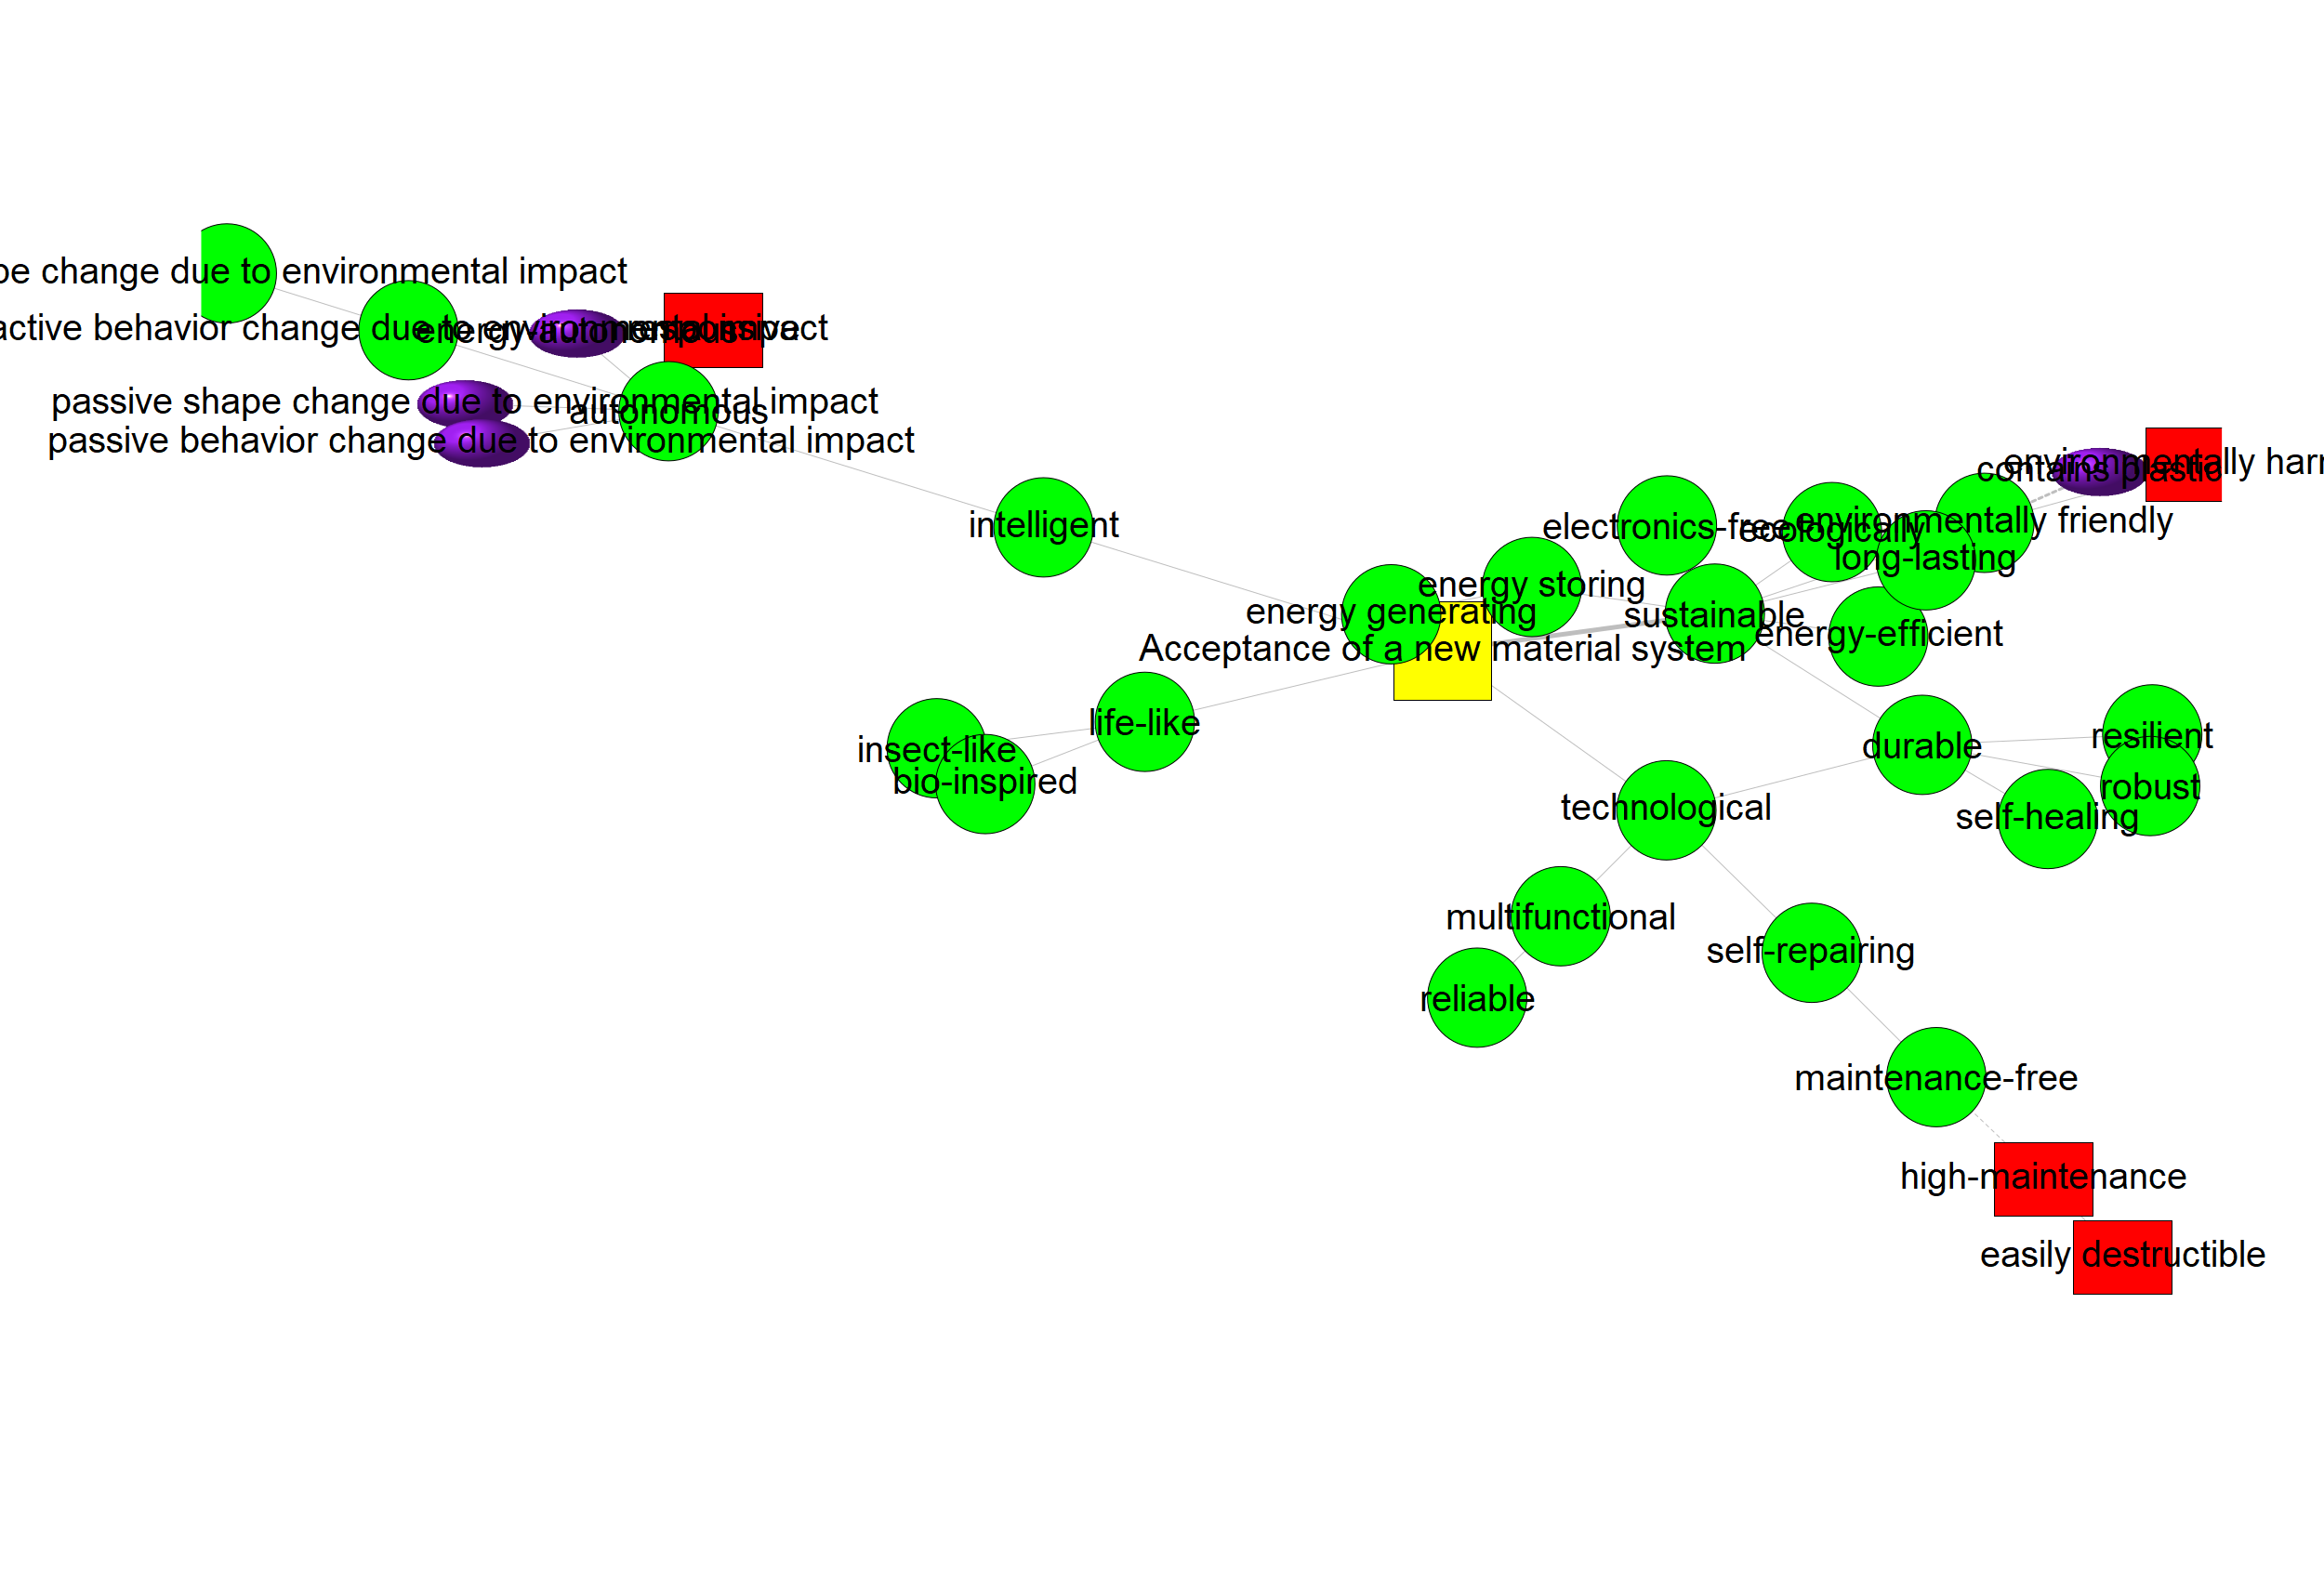 pe change due to environmental impact
active behavior change due to environmental impact
energy-autonomous
responsive
passive shape change due to environmental impact
autonomous
passive behavior change due to environmental impact
environmentally harm
contains plastic
intelligent
electronics-free
ecologically
environmentally friendly
long-lasting
energy storing
energy generating
sustainable
energy-efficient
Acceptance of a new material system
life-like
insect-like
bio-inspired
durable
resilient
robust
self-healing
technological
multifunctional
self-repairing
reliable
maintenance-free
high-maintenance
easily destructible